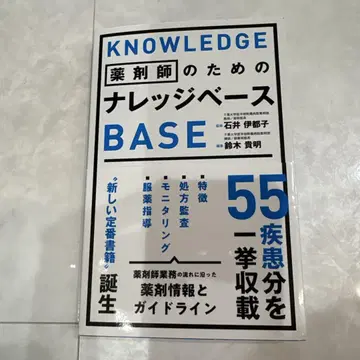 KNOWLEDGE
薬剤師のための
ナレッジベース
BASE
石井 伊都子
鈴木 貴明
55疾患分を
一挙収載
・特徴
・処方監査
・モニタリング
・服薬指導
薬剤師業務の流れに沿った
薬剤情報と
ガイドライン
“新しい定番書籍”誕生